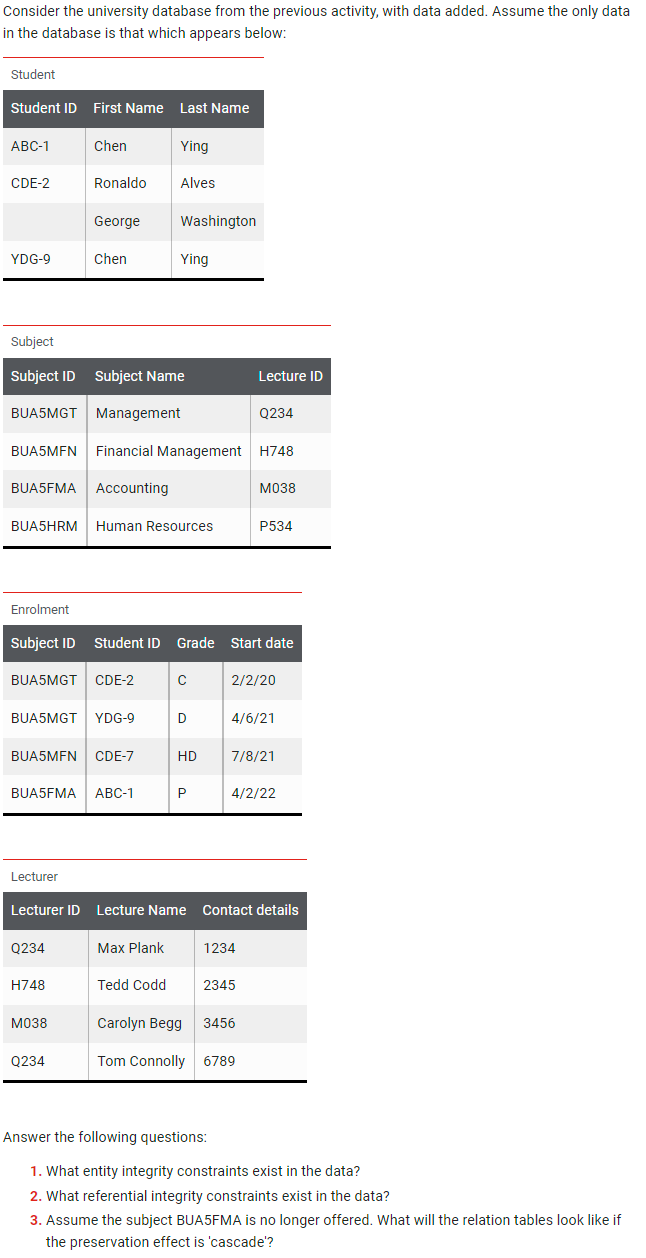 Consider the university database from the previous activity, with data added. Assume the only data
in the database is that which appears below:
Student
Student ID First Name Last Name
ABC-1 Chen Ying
CDE-2 Ronaldo Alves
George Washington
YDG-9 Chen Ying
Subject
Subject ID Subject Name Lecture ID
BUA5MGT Management Q234
BUA5MFN Financial Management H748
BUA5FMA Accounting M038
BUA5HRM Human Resources P534
Enrolment
Subject ID Student ID Grade Start date
BUA5MGT CDE-2 C 2/2/20
BUA5MGT YDG-9 D 4/6/21
BUA5MFN CDE-7 HD 7/8/21
BUA5FMA ABC-1 P 4/2/22
Lecturer
Lecturer ID Lecture Name Contact details
Q234 Max Plank 1234
H748 Tedd Codd 2345
M038 Carolyn Begg 3456
Q234 Tom Connolly 6789
Answer the following questions:
1. What entity integrity constraints exist in the data?
2. What referential integrity constraints exist in the data?
3. Assume the subject BUA5FMA is no longer offered. What will the relation tables look like if
the preservation effect is 'cascade'?